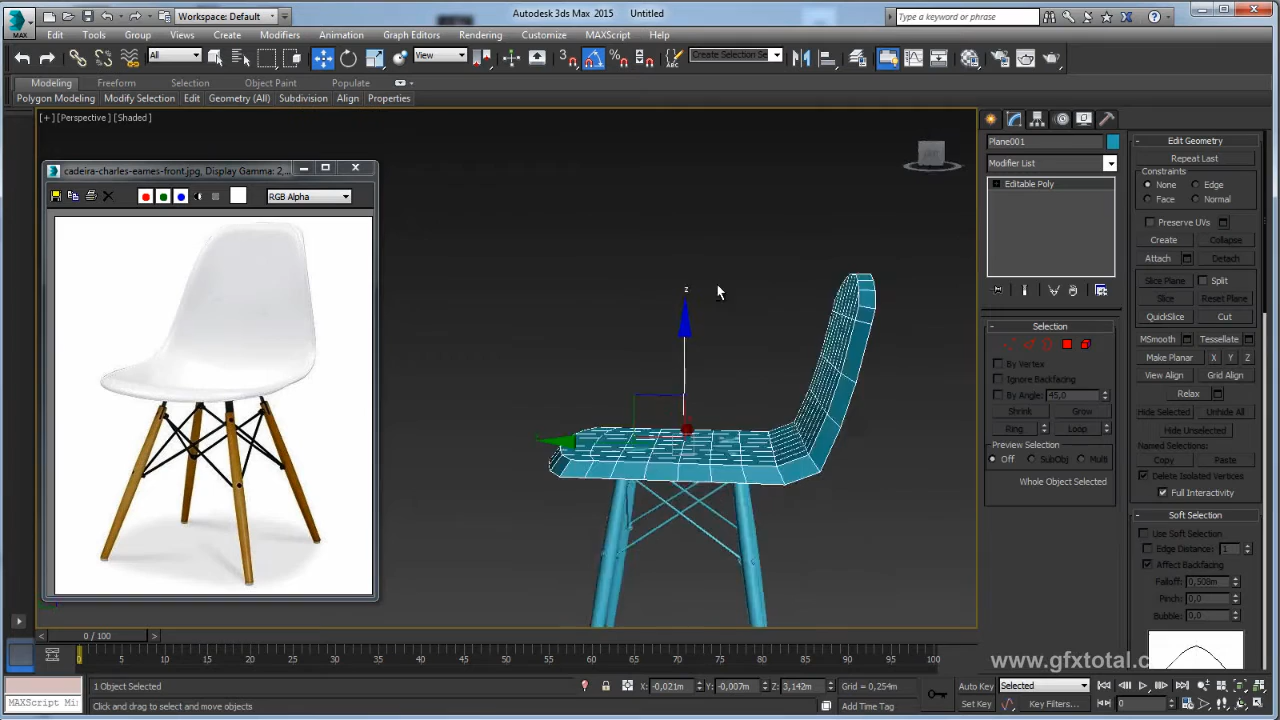 MAX
Workspace: Default
Autodesk 3ds Max 2015 Untitled
Type a keyword or phrase
Edit Tools Group Views Create Modifiers Animation Graph Editors Rendering Customize MAXScript Help
All View Create Selection Se
Modeling Freeform Selection Object Paint Populate
Polygon Modeling Modify Selection Edit Geometry (All) Subdivision Align Properties
[+] [Perspective] [Shaded]
cadeira-charles-eames-front.jpg, Display Gamma: 2,...
RGB Alpha
z
Plane001
Modifier List
Editable Poly
Selection
By Vertex
Ignore Backfacing
By Angle: 45,0
Shrink Grow
Ring Loop
Preview Selection
Off SubObj Multi
Whole Object Selected
Edit Geometry
Repeat Last
Constraints
None Edge
Face Normal
Preserve UVs
Create Collapse
Attach Detach
Slice Plane Split
Slice Reset Plane
QuickSlice Cut
MSmooth Tessellate
Make Planar X Y Z
View Align Grid Align
Relax
Hide Selected Unhide All
Hide Unselected
Named Selections:
Copy Paste
Delete Isolated Vertices
Full Interactivity
Soft Selection
Use Soft Selection
Edge Distance: 1
Affect Backfacing
Falloff: 0,508m
Pinch: 0,0
Bubble: 0,0
www.gfxtotal.c
0 / 100
0 5 10 15 20 25 30 35 40 45 50 55 60 65 70 75 80 85 90 95 100
1 Object Selected X: -0,021m Y: -0,007m Z: 3,142m Grid = 0,254m Auto Key Selected
MAXScript Mi Click and drag to select and move objects Add Time Tag Set Key Key Filters... 0